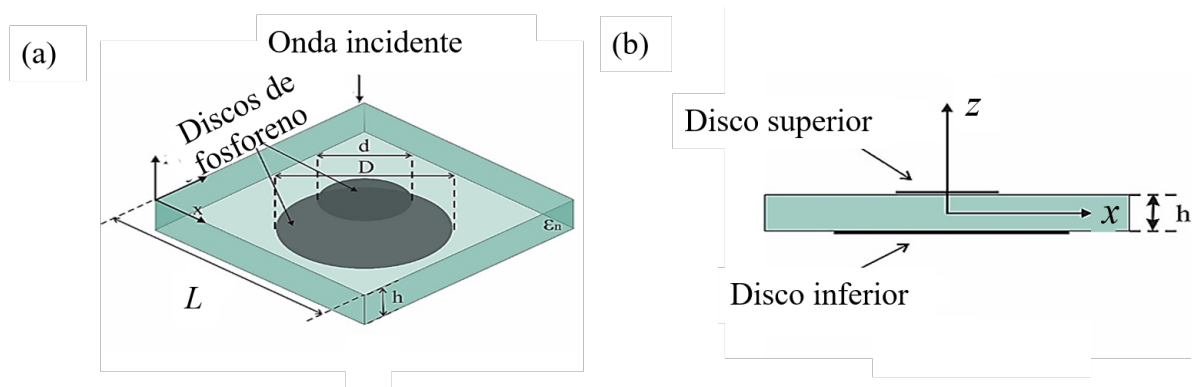 (a)
Onda incidente
Discos de
fosforeno
d
D
x
εn
L
h
(b)
z
Disco superior
x
h
Disco inferior